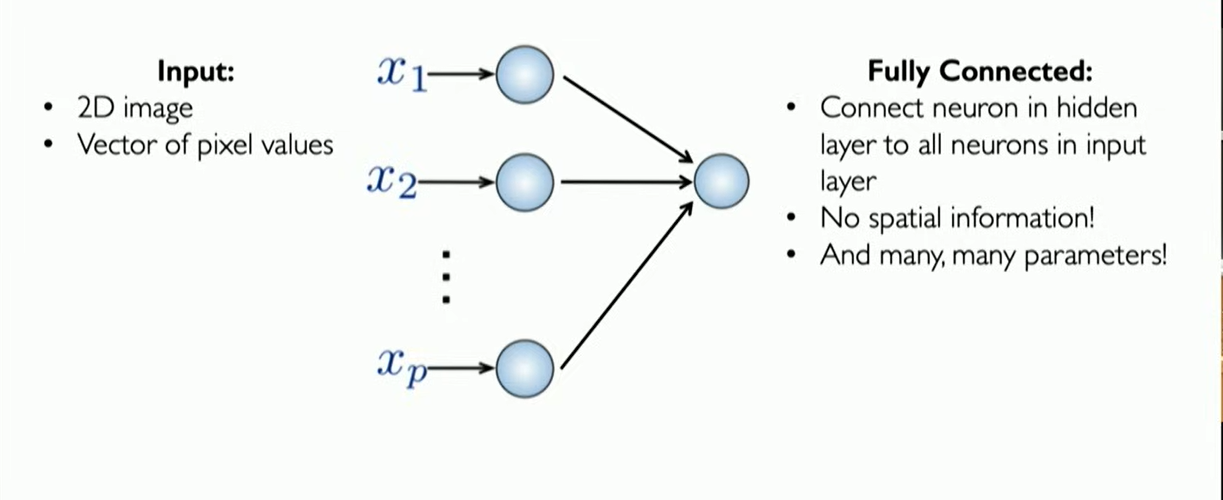 Input:
• 2D image
• Vector of pixel values
x1
x2
⋮
xp
Fully Connected:
• Connect neuron in hidden
layer to all neurons in input
layer
• No spatial information!
• And many, many parameters!